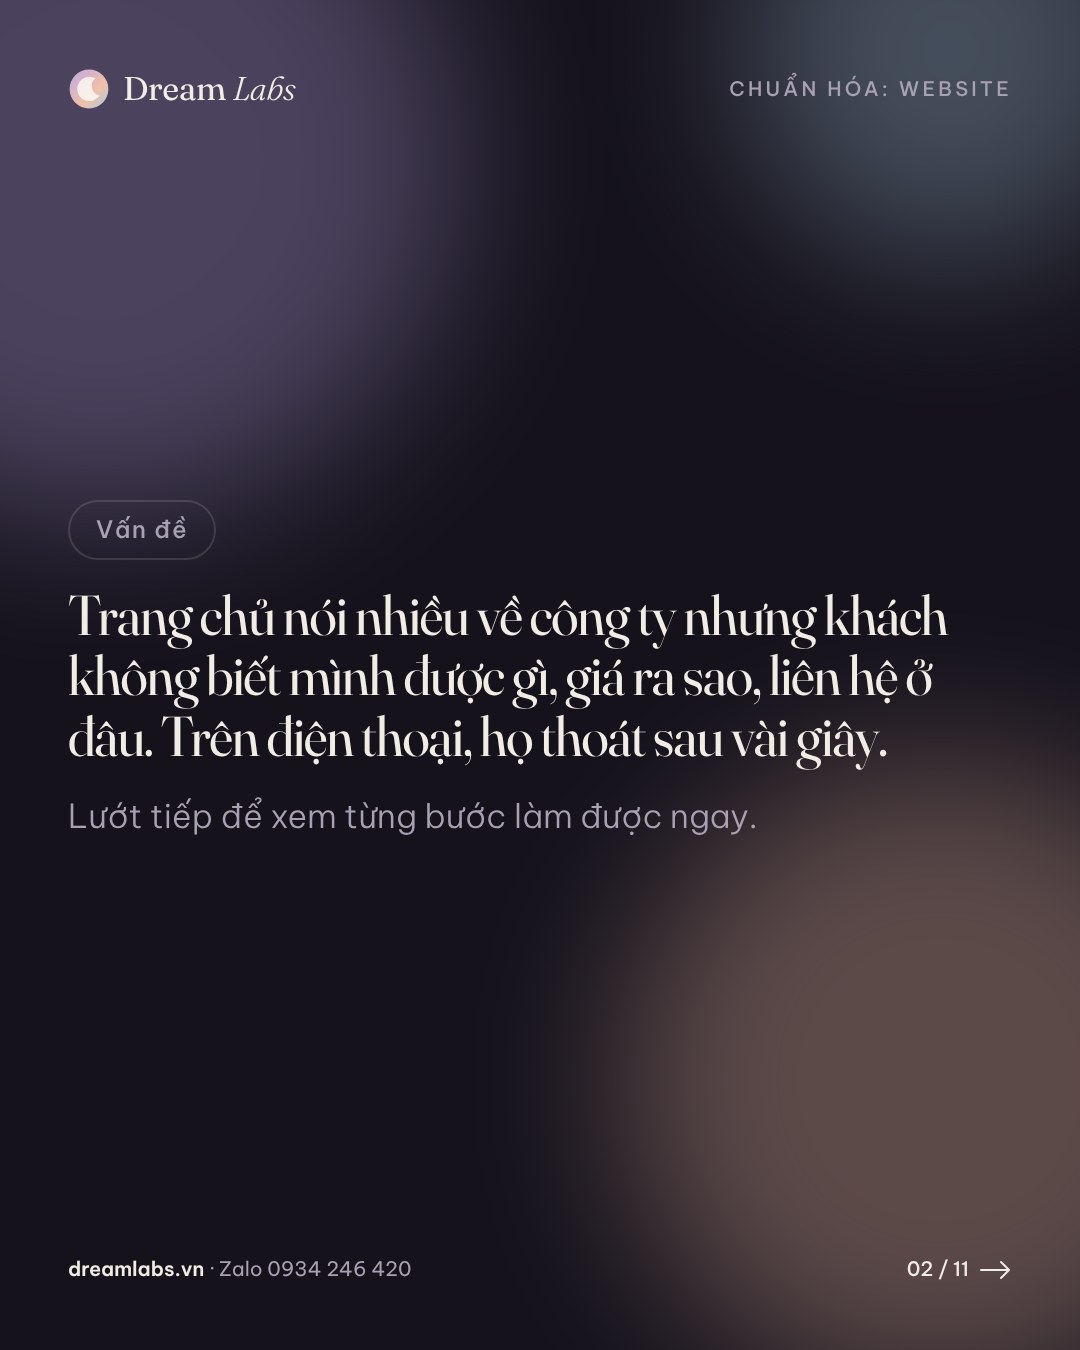 Dream Labs
CHUẨN HÓA: WEBSITE
Vấn đề
Trang chủ nói nhiều về công ty nhưng khách
không biết mình được gì, giá ra sao, liên hệ ở
đâu. Trên điện thoại, họ thoát sau vài giây.
Lướt tiếp để xem từng bước làm được ngay.
dreamlabs.vn · Zalo 0934 246 420
02 / 11